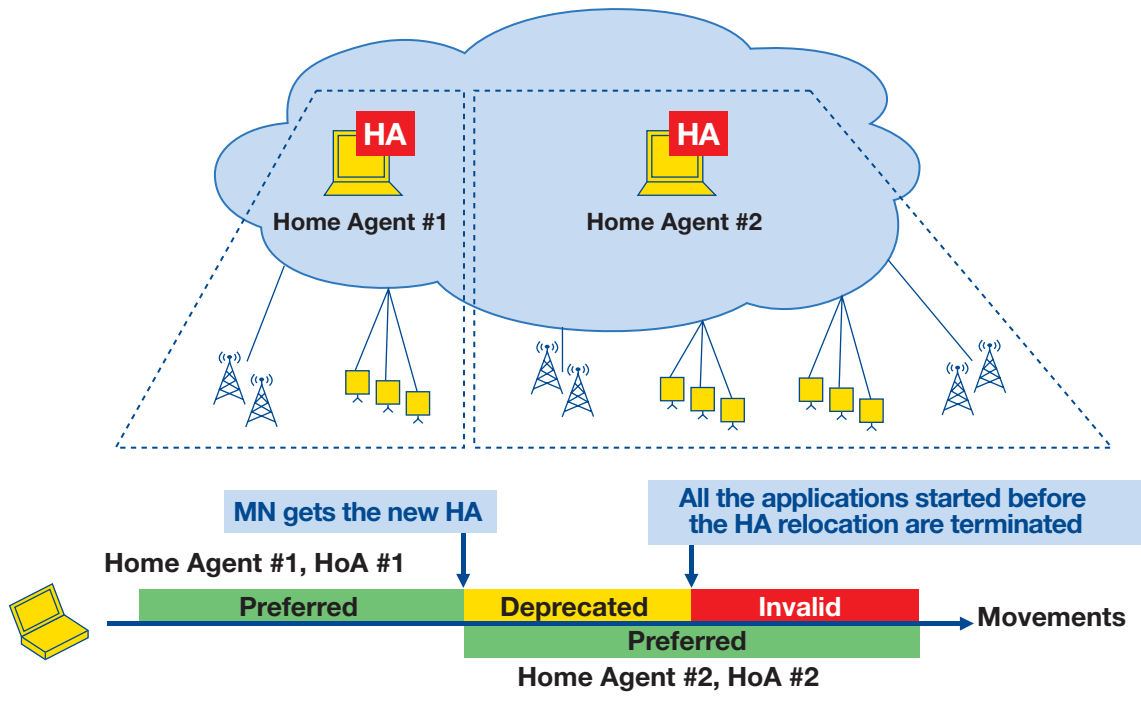 HA
HA
Home Agent #1
Home Agent #2
MN gets the new HA
All the applications started before
the HA relocation are terminated
Home Agent #1, HoA #1
Preferred
Deprecated
Invalid
Movements
Preferred
Home Agent #2, HoA #2